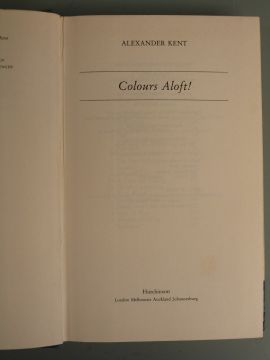 ALEXANDER KENT
Colours Aloft!
Hutchinson
London Melbourne Auckland Johannesburg